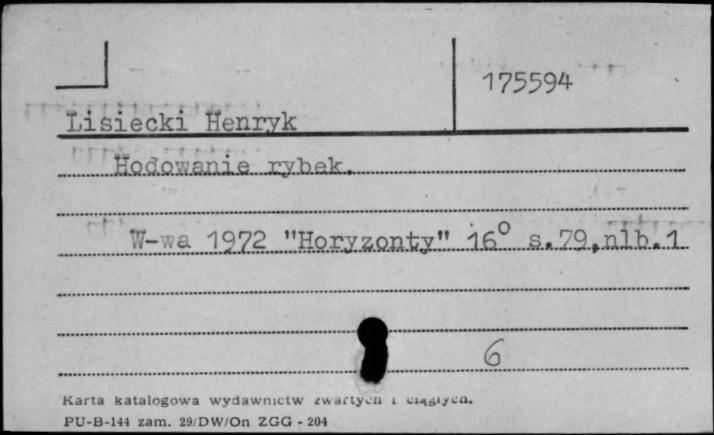 175594
Lisiecki Henryk
Hodowanie rybek.
W-wa 1972 "Horyzonty" 16° s.79,nlb.1
6
Karta katalogowa wydawnictw zwartych i ciągłych.
PU-B-144 zam. 29/DW/On ZGG - 204